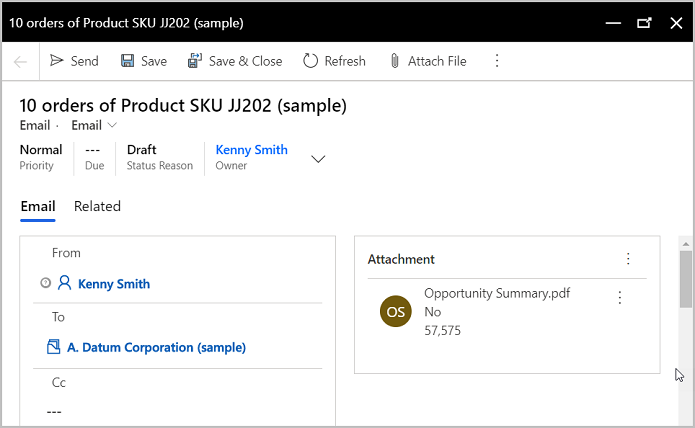 10 orders of Product SKU JJ202 (sample)
Send Save Save & Close Refresh Attach File
10 orders of Product SKU JJ202 (sample)
Email · Email
Normal --- Draft Kenny Smith
Priority Due Status Reason Owner
Email Related
From
Kenny Smith
To
A. Datum Corporation (sample)
Cc
---
Attachment
OS
Opportunity Summary.pdf
No
57,575